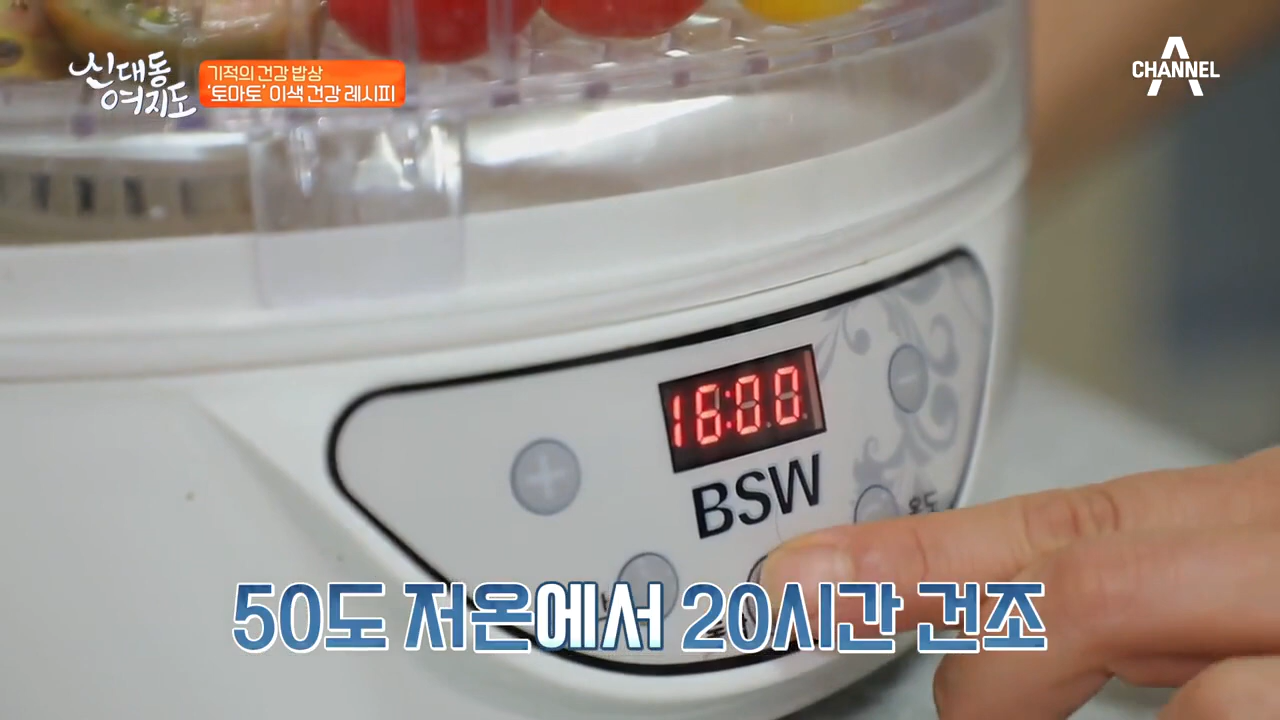 신대동
여지도
기적의 건강 밥상
'토마토' 이색 건강 레시피
CHANNEL A
16:00
BSW
온도
50도 저온에서 20시간 건조